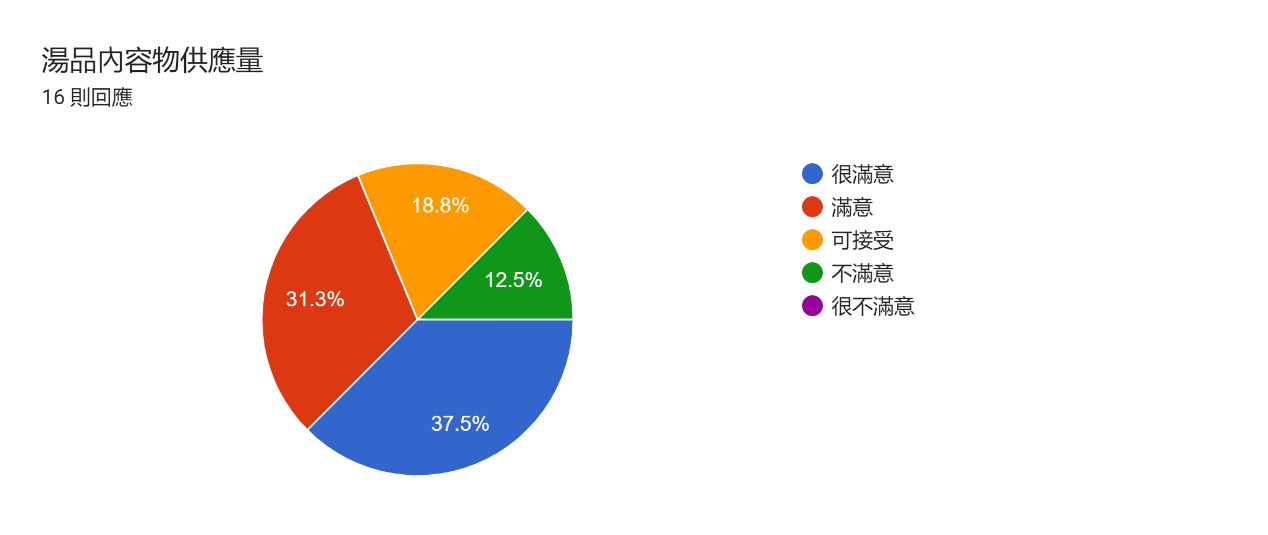 湯品內容物供應量
16 則回應
18.8%
12.5%
31.3%
37.5%
很滿意
滿意
可接受
不滿意
很不滿意